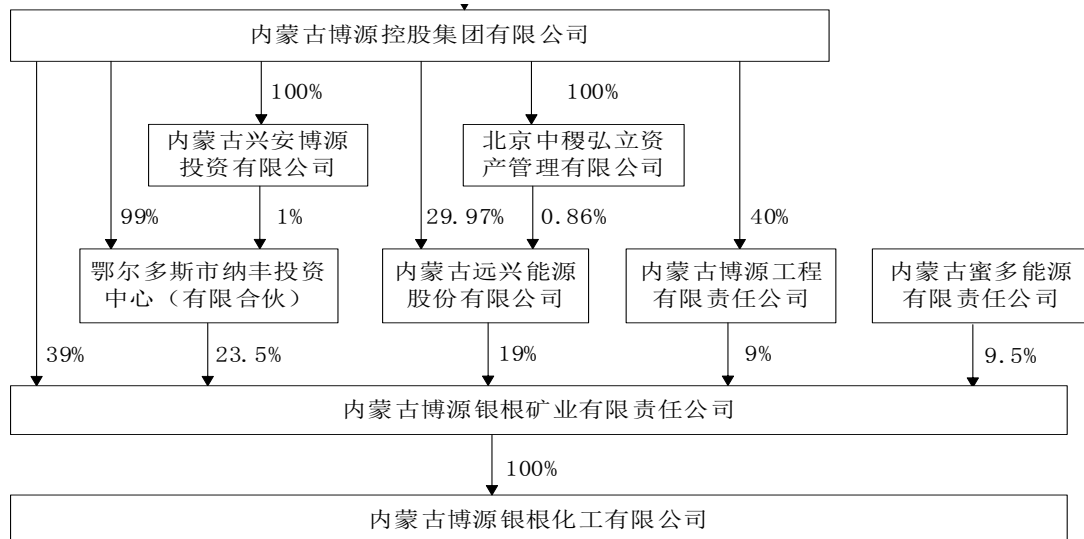 内蒙古博源控股集团有限公司
100%
100%
内蒙古兴安博源
投资有限公司
北京中稷弘立资
产管理有限公司
99%
1%
29.97%
0.86%
40%
鄂尔多斯市纳丰投资
中心（有限合伙）
内蒙古远兴能源
股份有限公司
内蒙古博源工程
有限责任公司
内蒙古蜜多能源
有限责任公司
39%
23.5%
19%
9%
9.5%
内蒙古博源银根矿业有限责任公司
100%
内蒙古博源银根化工有限公司